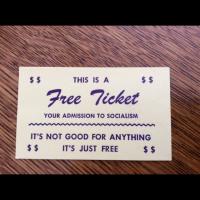 $ $ THIS IS A $ $
Free Ticket
YOUR ADMISSION TO SOCIALISM
IT'S NOT GOOD FOR ANYTHING
$ $ IT'S JUST FREE $ $